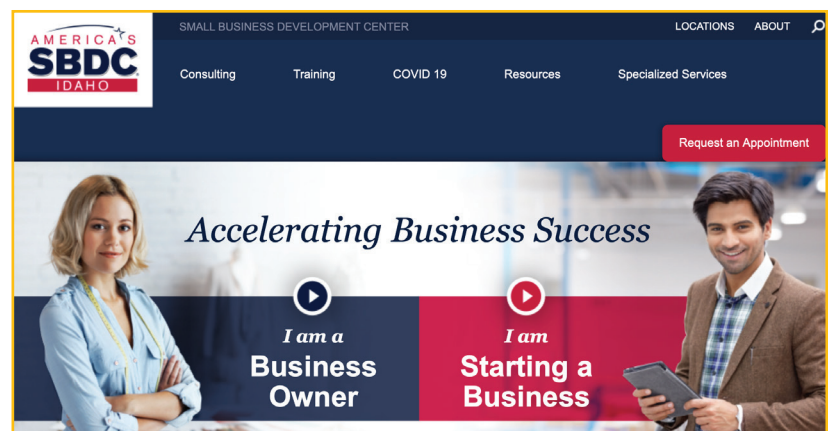 AMERICA'S
SBDC
IDAHO
SMALL BUSINESS DEVELOPMENT CENTER
LOCATIONS ABOUT
Consulting Training COVID 19 Resources Specialized Services
Request an Appointment
Accelerating Business Success
I am a
Business
Owner
I am
Starting a
Business